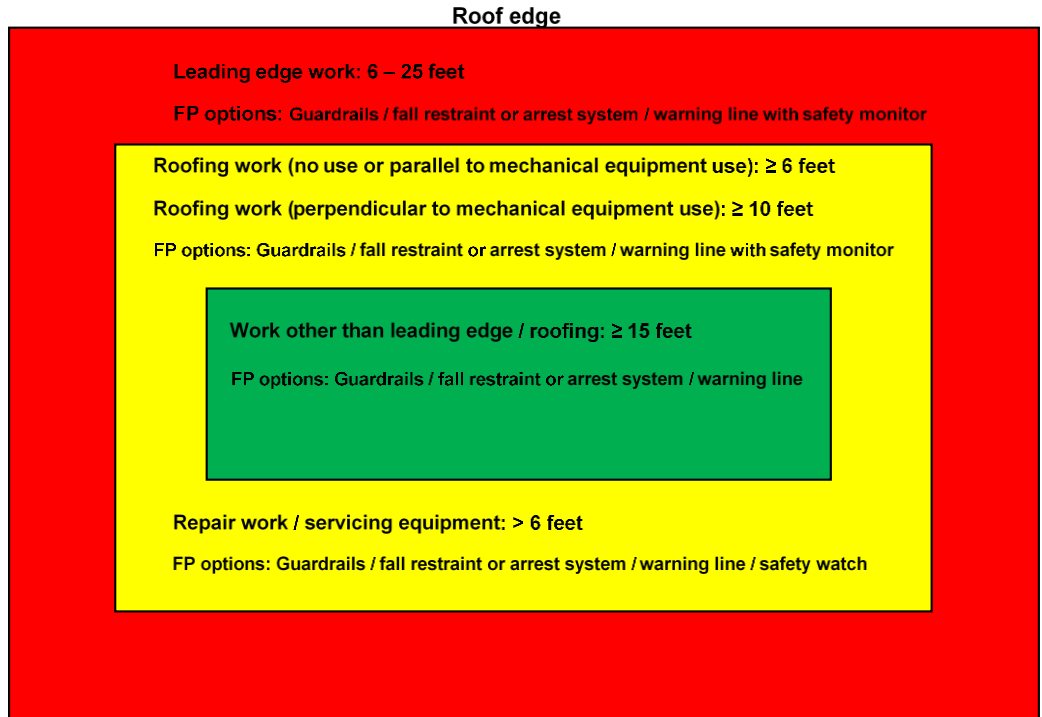 Roof edge
Leading edge work: 6 – 25 feet
FP options: Guardrails / fall restraint or arrest system / warning line with safety monitor
Roofing work (no use or parallel to mechanical equipment use): ≥ 6 feet
Roofing work (perpendicular to mechanical equipment use): ≥ 10 feet
FP options: Guardrails / fall restraint or arrest system / warning line with safety monitor
Work other than leading edge / roofing: ≥ 15 feet
FP options: Guardrails / fall restraint or arrest system / warning line
Repair work / servicing equipment: > 6 feet
FP options: Guardrails / fall restraint or arrest system / warning line / safety watch